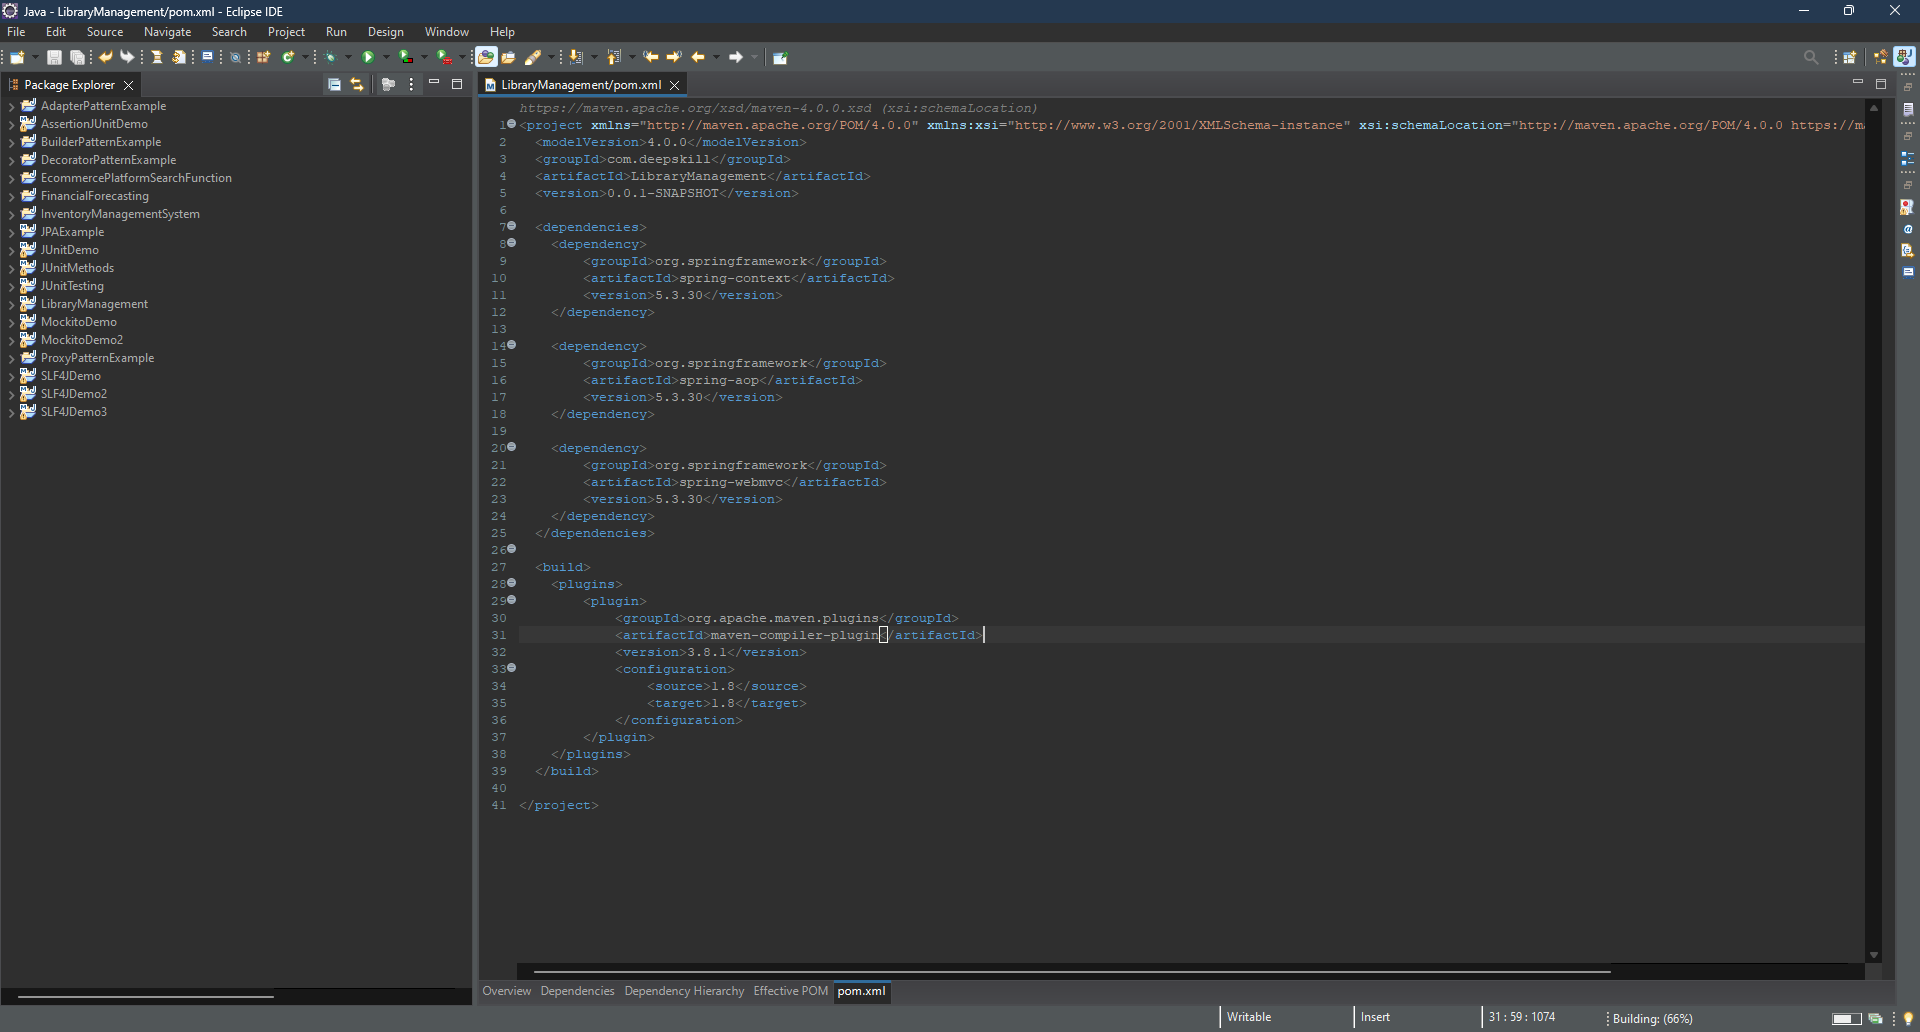 Java - LibraryManagement/pom.xml - Eclipse IDE
File Edit Source Navigate Search Project Run Design Window Help
Package Explorer
AdapterPatternExample
AssertionJUnitDemo
BuilderPatternExample
DecoratorPatternExample
EcommercePlatformSearchFunction
FinancialForecasting
InventoryManagementSystem
JPAExample
JUnitDemo
JUnitMethods
JUnitTesting
LibraryManagement
MockitoDemo
MockitoDemo2
ProxyPatternExample
SLF4JDemo
SLF4JDemo2
SLF4JDemo3
LibraryManagement/pom.xml
https://maven.apache.org/xsd/maven-4.0.0.xsd (xsi:schemaLocation)
1 <project xmlns="http://maven.apache.org/POM/4.0.0" xmlns:xsi="http://www.w3.org/2001/XMLSchema-instance" xsi:schemaLocation="http://maven.apache.org/POM/4.0.0 https://ma
2 <modelVersion>4.0.0</modelVersion>
3 <groupId>com.deepskill</groupId>
4 <artifactId>LibraryManagement</artifactId>
5 <version>0.0.1-SNAPSHOT</version>
6
7 <dependencies>
8 <dependency>
9 <groupId>org.springframework</groupId>
10 <artifactId>spring-context</artifactId>
11 <version>5.3.30</version>
12 </dependency>
13
14 <dependency>
15 <groupId>org.springframework</groupId>
16 <artifactId>spring-aop</artifactId>
17 <version>5.3.30</version>
18 </dependency>
19
20 <dependency>
21 <groupId>org.springframework</groupId>
22 <artifactId>spring-webmvc</artifactId>
23 <version>5.3.30</version>
24 </dependency>
25 </dependencies>
26
27 <build>
28 <plugins>
29 <plugin>
30 <groupId>org.apache.maven.plugins</groupId>
31 <artifactId>maven-compiler-plugin</artifactId>
32 <version>3.8.1</version>
33 <configuration>
34 <source>1.8</source>
35 <target>1.8</target>
36 </configuration>
37 </plugin>
38 </plugins>
39 </build>
40
41 </project>
Overview Dependencies Dependency Hierarchy Effective POM pom.xml
Writable Insert 31 : 59 : 1074 Building: (66%)